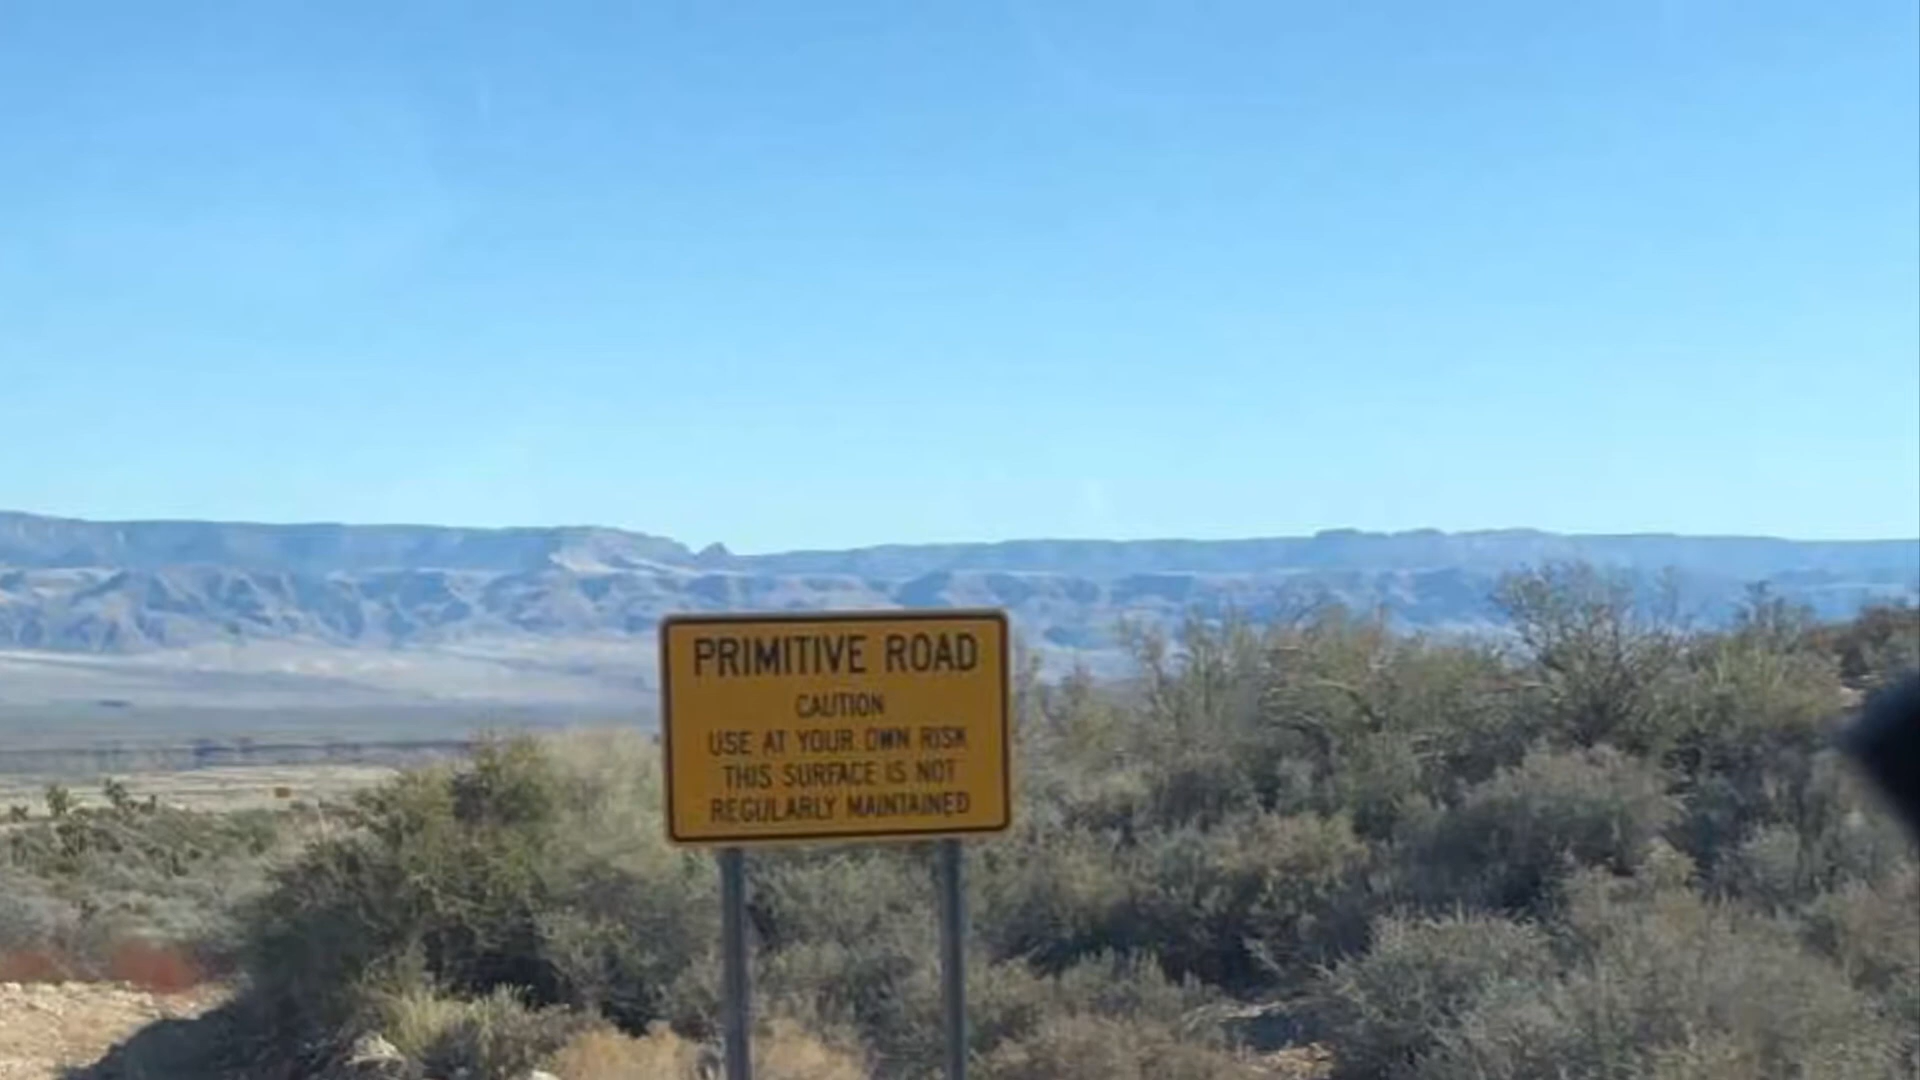 PRIMITIVE ROAD
CAUTION
USE AT YOUR OWN RISK
THIS SURFACE IS NOT
REGULARLY MAINTAINED